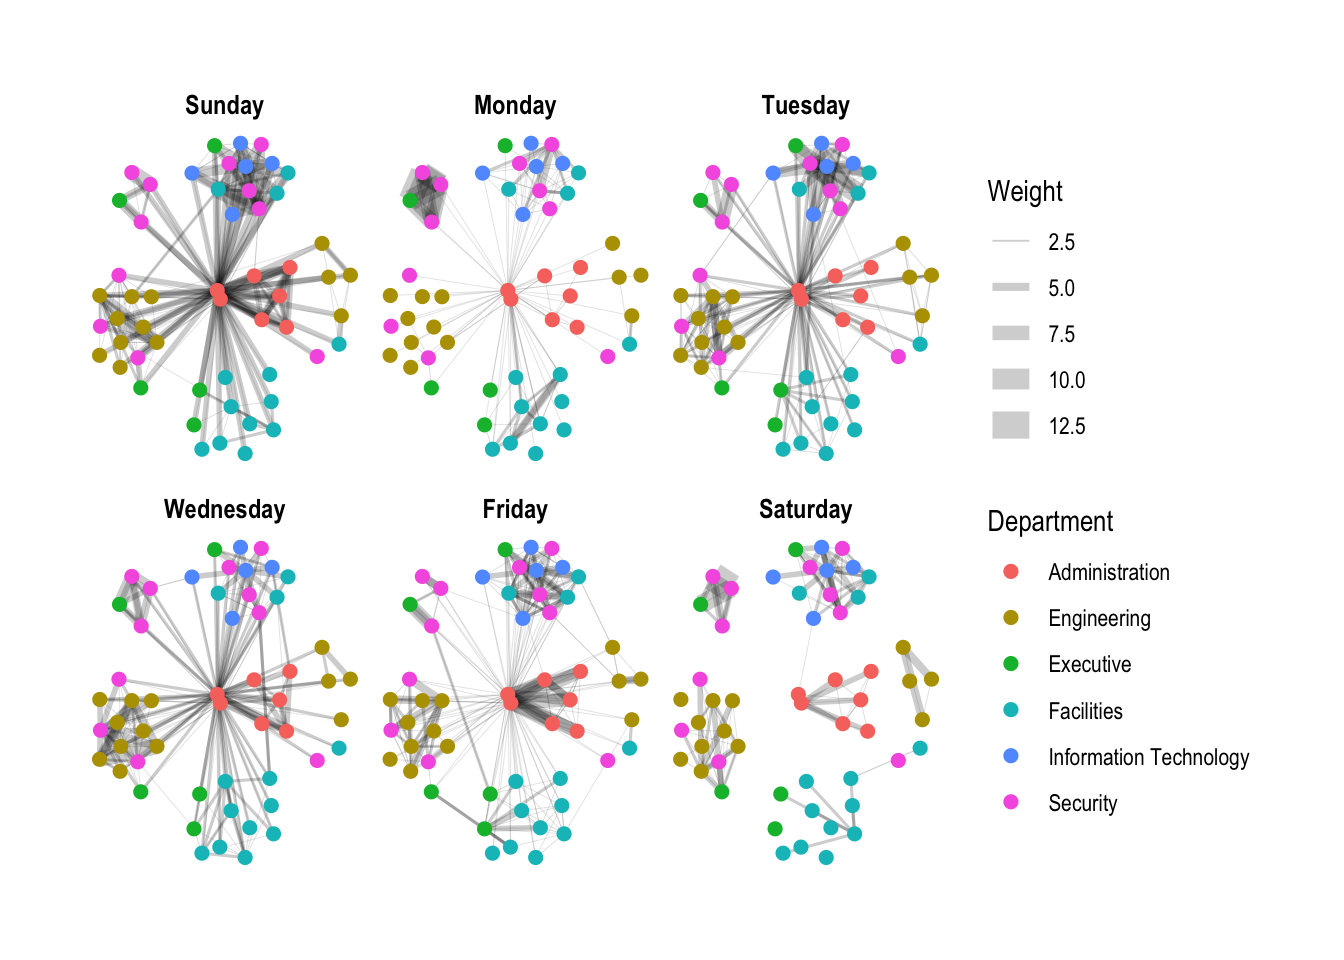 Sunday
Monday
Tuesday
Wednesday
Friday
Saturday
Weight
2.5
5.0
7.5
10.0
12.5
Department
Administration
Engineering
Executive
Facilities
Information Technology
Security